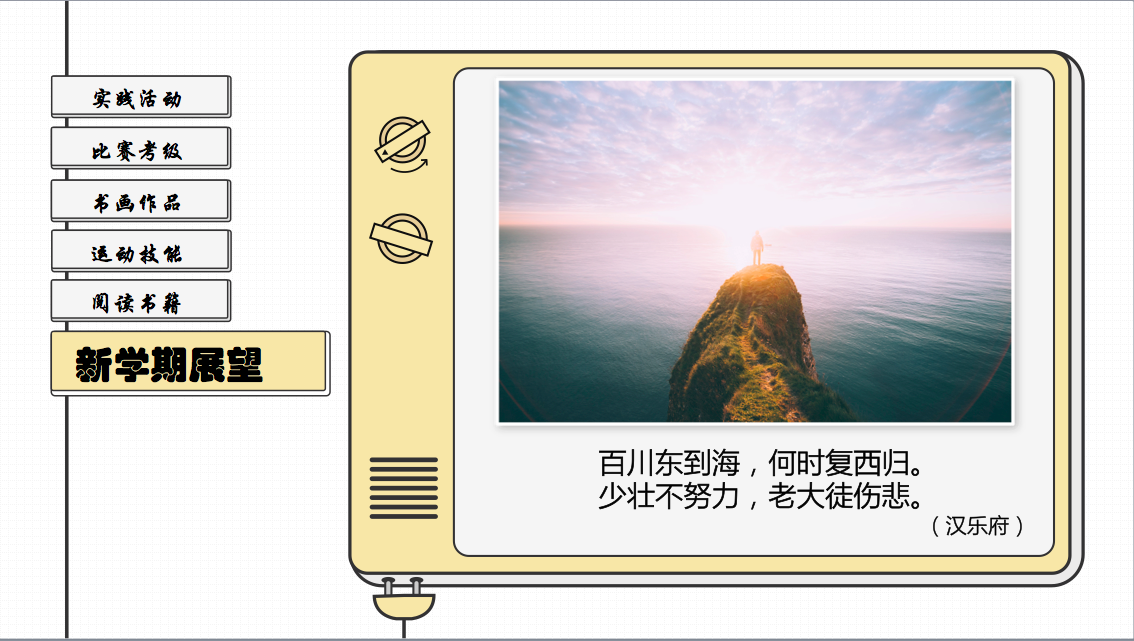 实践活动
比赛考级
书画作品
运动技能
阅读书籍
新学期展望
百川东到海，何时复西归。
少壮不努力，老大徒伤悲。
（汉乐府）